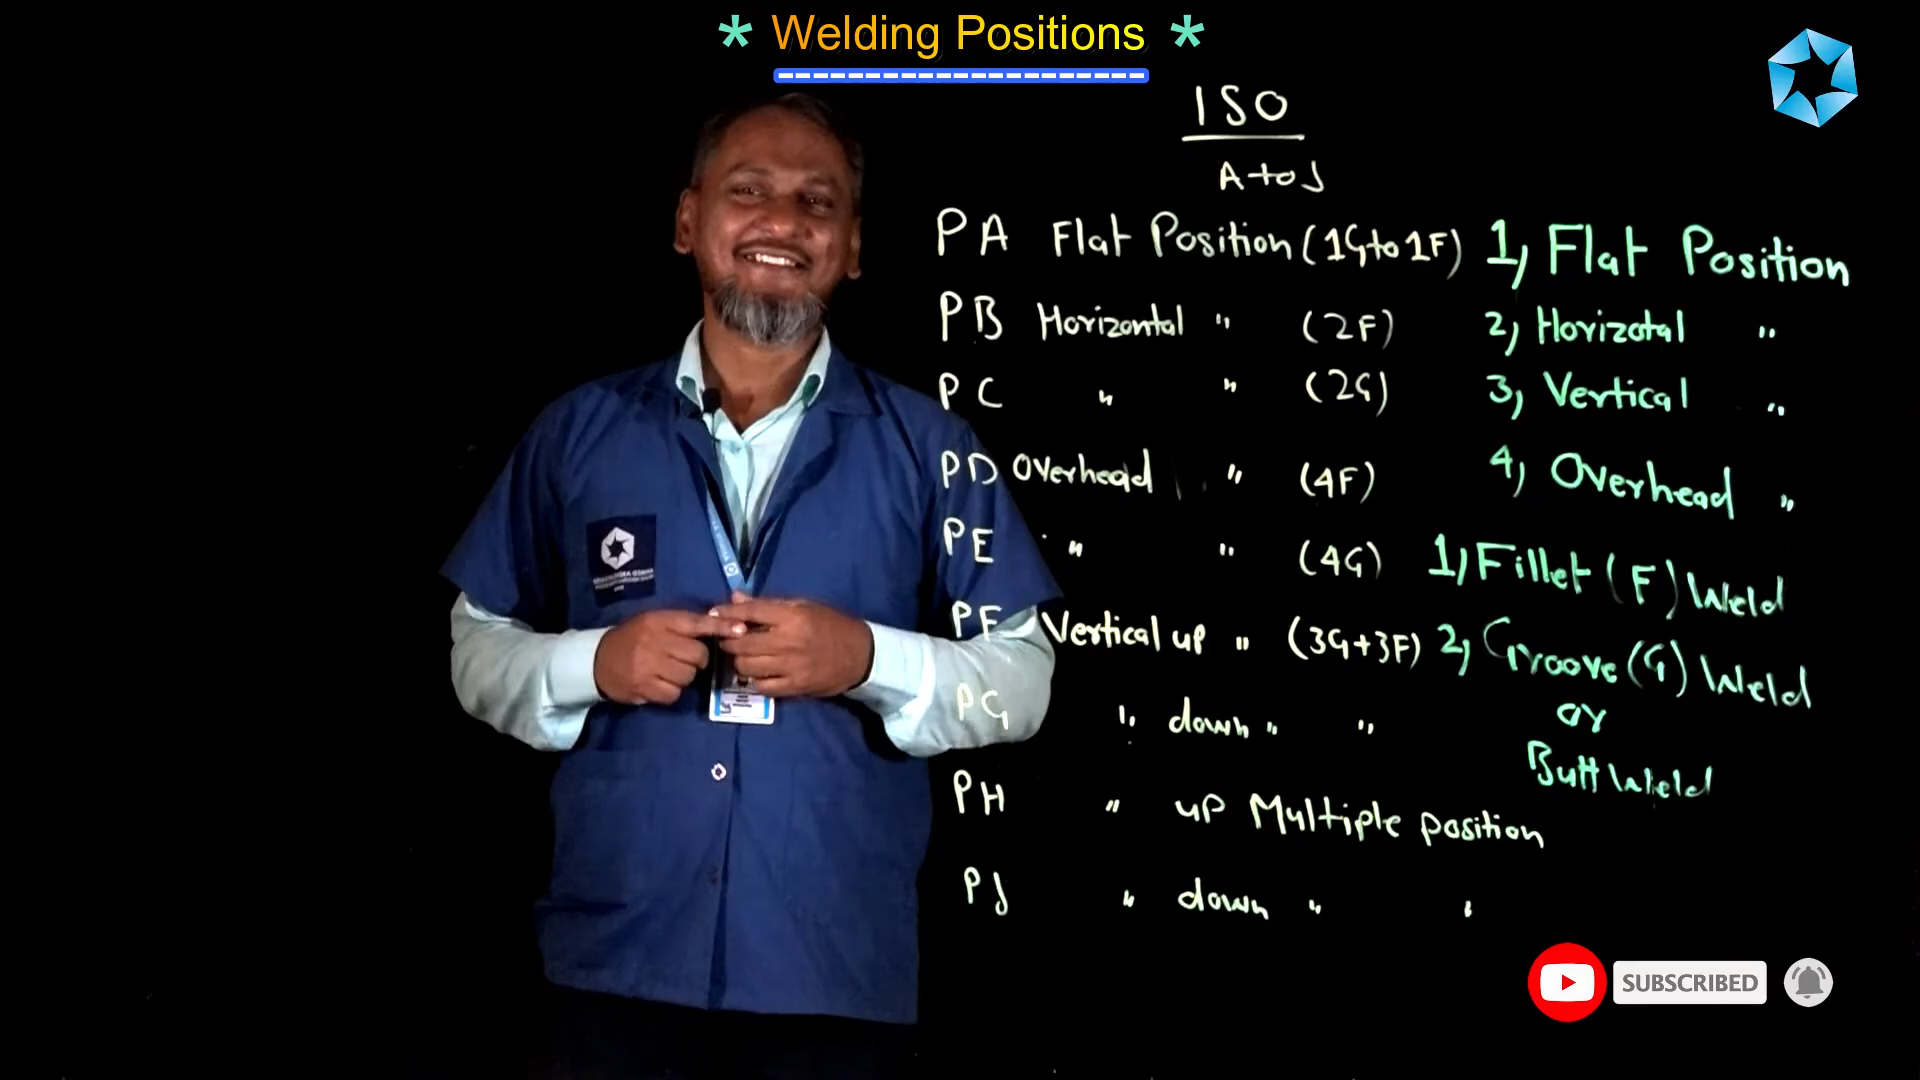 * Welding Positions *
ISO
A to J
PA Flat Position (1G to 1F)
PB Horizontal " (2F)
PC " " (2G)
PD Overhead " (4F)
PE " " (4G)
PF Vertical up " (3G+3F)
PG " down " "
PH " up Multiple position
PJ " down " "
1) Flat Position
2) Horizotal "
3) Vertical "
4) Overhead "
1) Fillet (F) Weld
2) Groove (G) Weld
or
Butt Weld
SUBSCRIBED